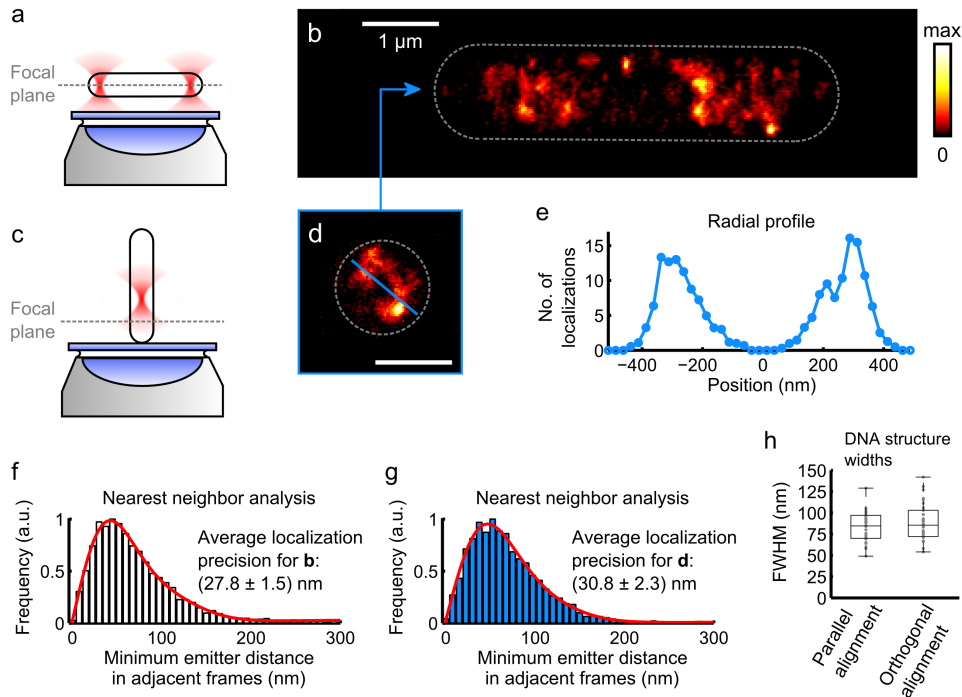 a
Focal
plane
b
1 μm
max
0
c
Focal
plane
d
e
Radial profile
No. of
localizations
15
10
5
0
−400
−200
0
200
400
Position (nm)
f
Nearest neighbor analysis
Frequency (a.u.)
1
0.5
0
Average localization
precision for b:
(27.8 ± 1.5) nm
0
100
200
300
Minimum emitter distance
in adjacent frames (nm)
g
Nearest neighbor analysis
Frequency (a.u.)
1
0.5
0
Average localization
precision for d:
(30.8 ± 2.3) nm
0
100
200
300
Minimum emitter distance
in adjacent frames (nm)
h
DNA structure
widths
FWHM (nm)
150
125
100
75
50
25
0
Parallel
alignment
Orthogonal
alignment